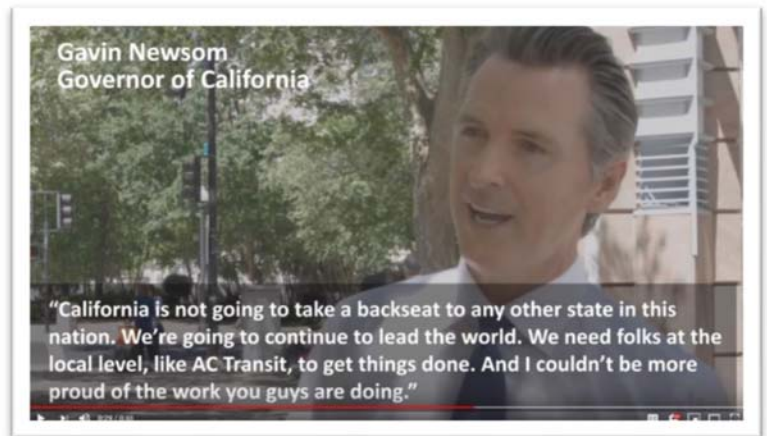 Gavin Newsom
Governor of California
“California is not going to take a backseat to any other state in this
nation. We’re going to continue to lead the world. We need folks at the
local level, like AC Transit, to get things done. And I couldn’t be more
proud of the work you guys are doing.”